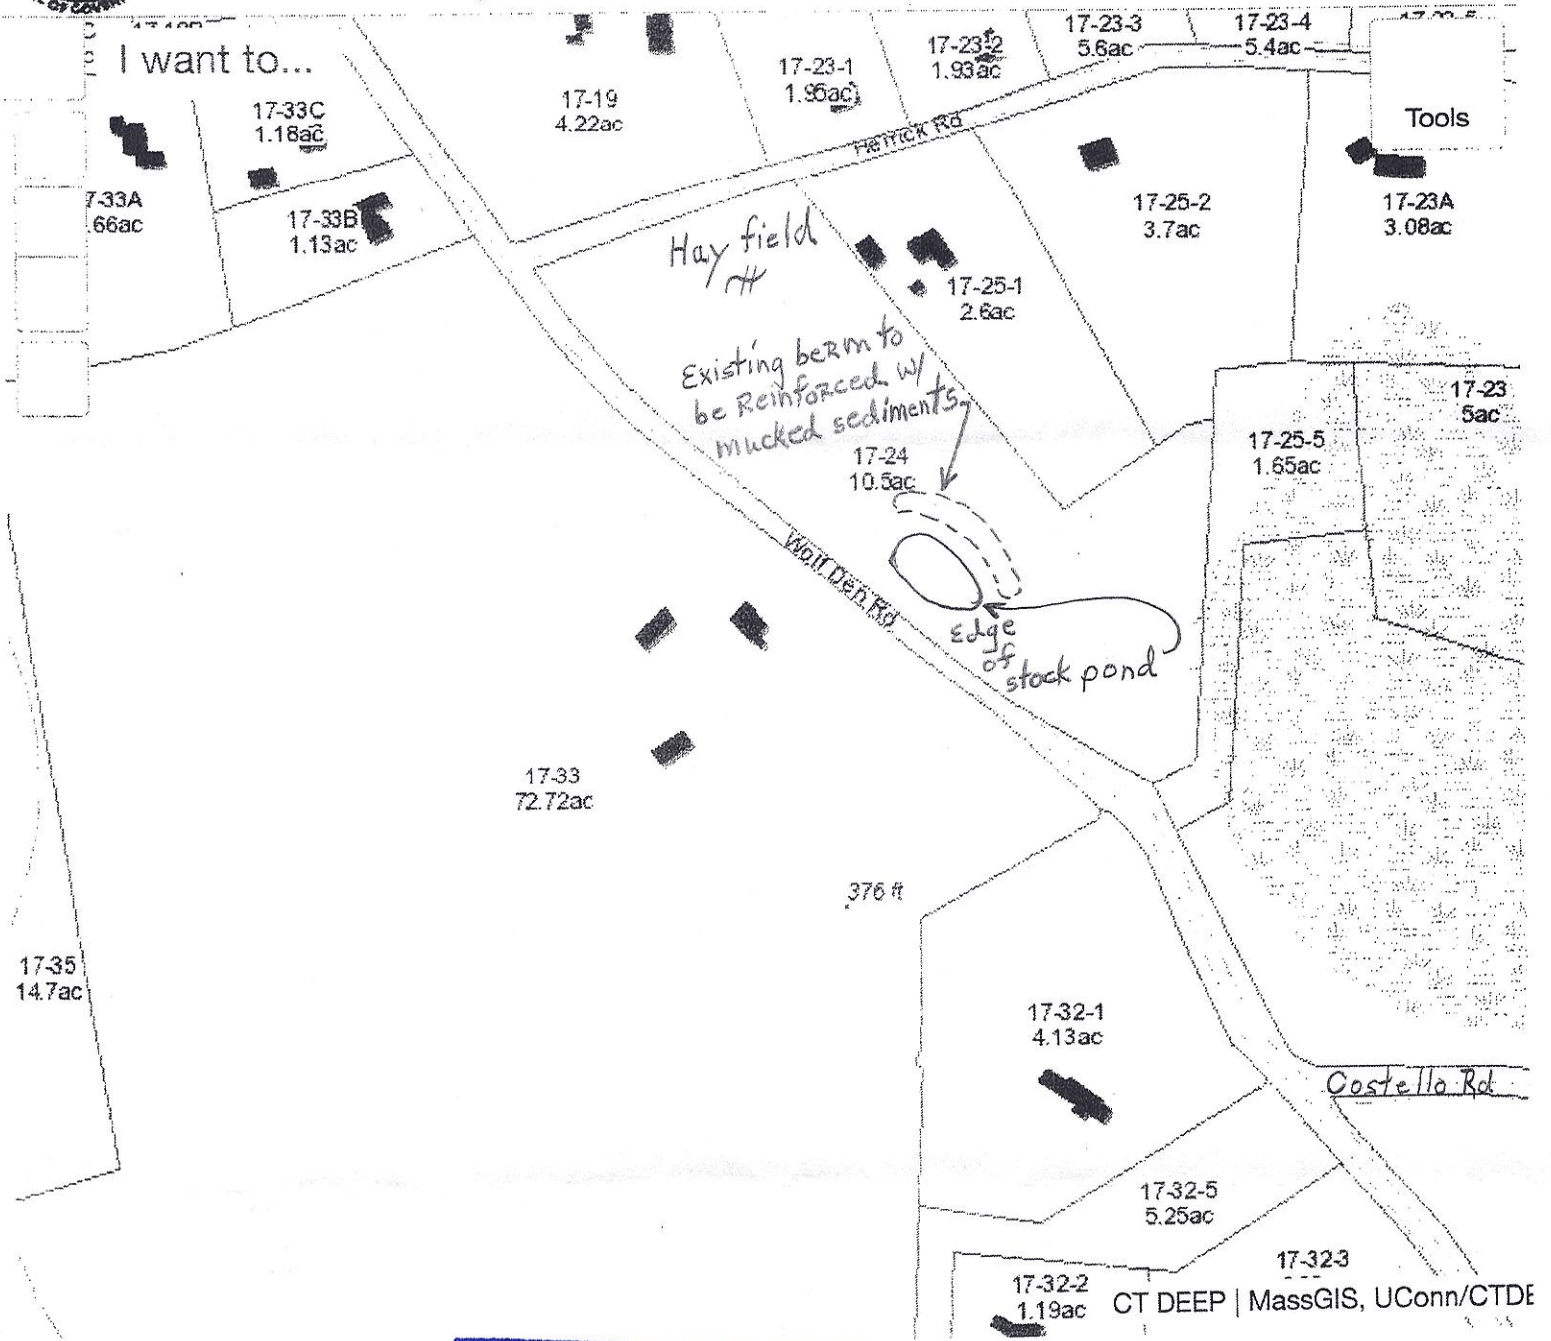 I want to...
17-33C
1.18ac
17-19
4.22ac
17-23-1
1.95ac
17-23-2
1.93ac
17-23-3
5.6ac
17-23-4
5.4ac
Tools
7-33A
.66ac
17-33B
1.13ac
Herrick Rd
17-25-2
3.7ac
17-23A
3.08ac
Hay field
17-25-1
2.6ac
Existing berm to
be Reinforced w/
mucked sediments
17-24
10.5ac
17-23
5ac
17-25-5
1.65ac
Wolf Den Rd
Edge
of
stock pond
17-33
72.72ac
376 ft
17-35
14.7ac
17-32-1
4.13ac
Costello Rd
17-32-5
5.25ac
17-32-3
17-32-2
1.19ac
CT DEEP | MassGIS, UConn/CTDE